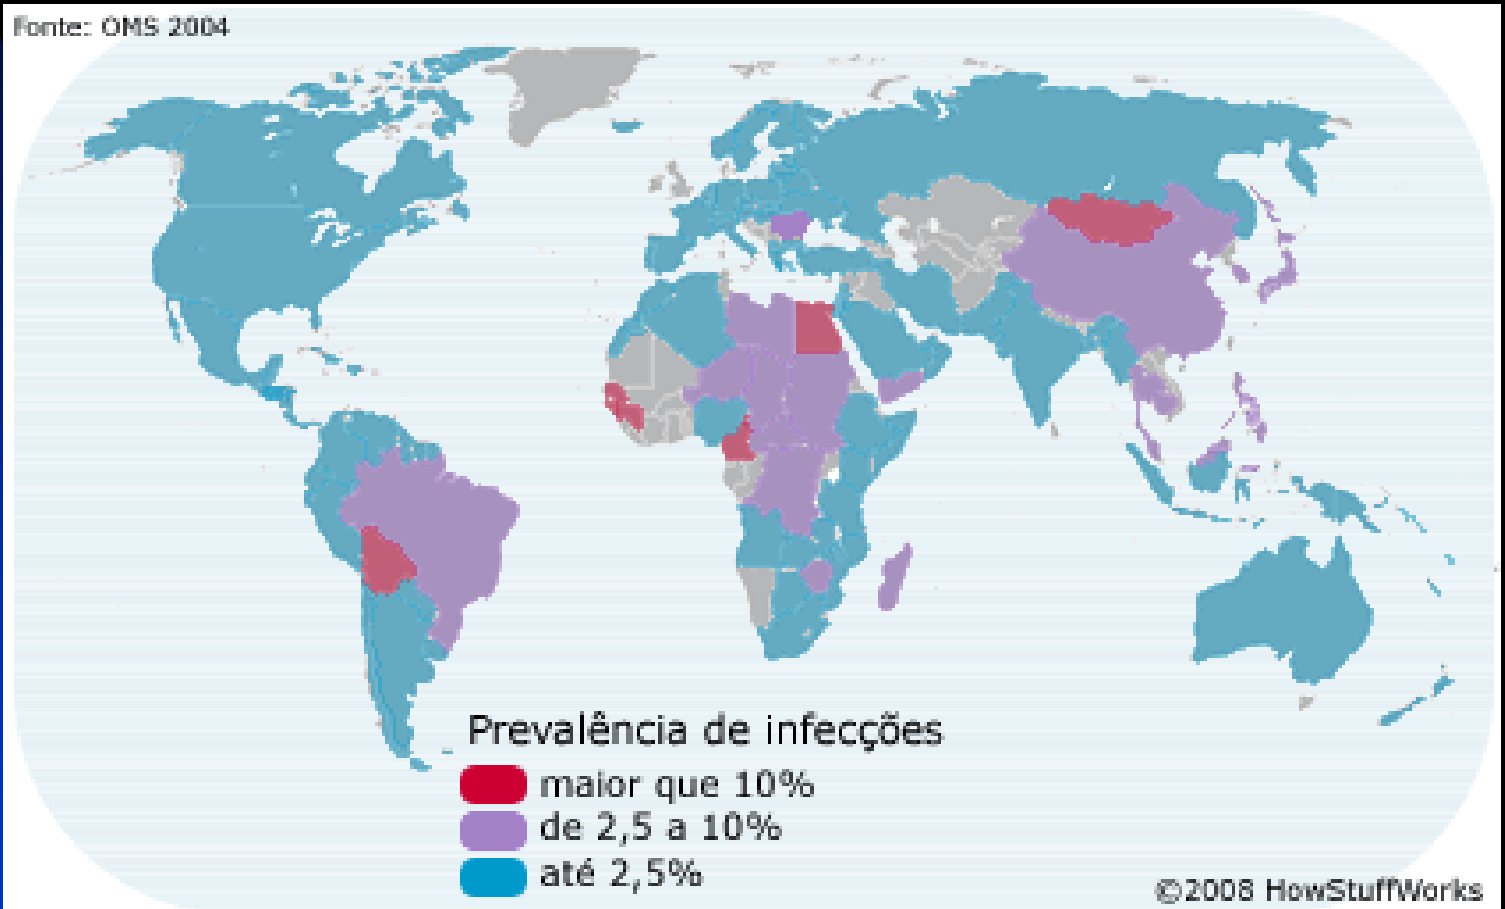 Fonte: OMS 2004
Prevalência de infecções
maior que 10%
de 2,5 a 10%
até 2,5%
©2008 HowStuffWorks